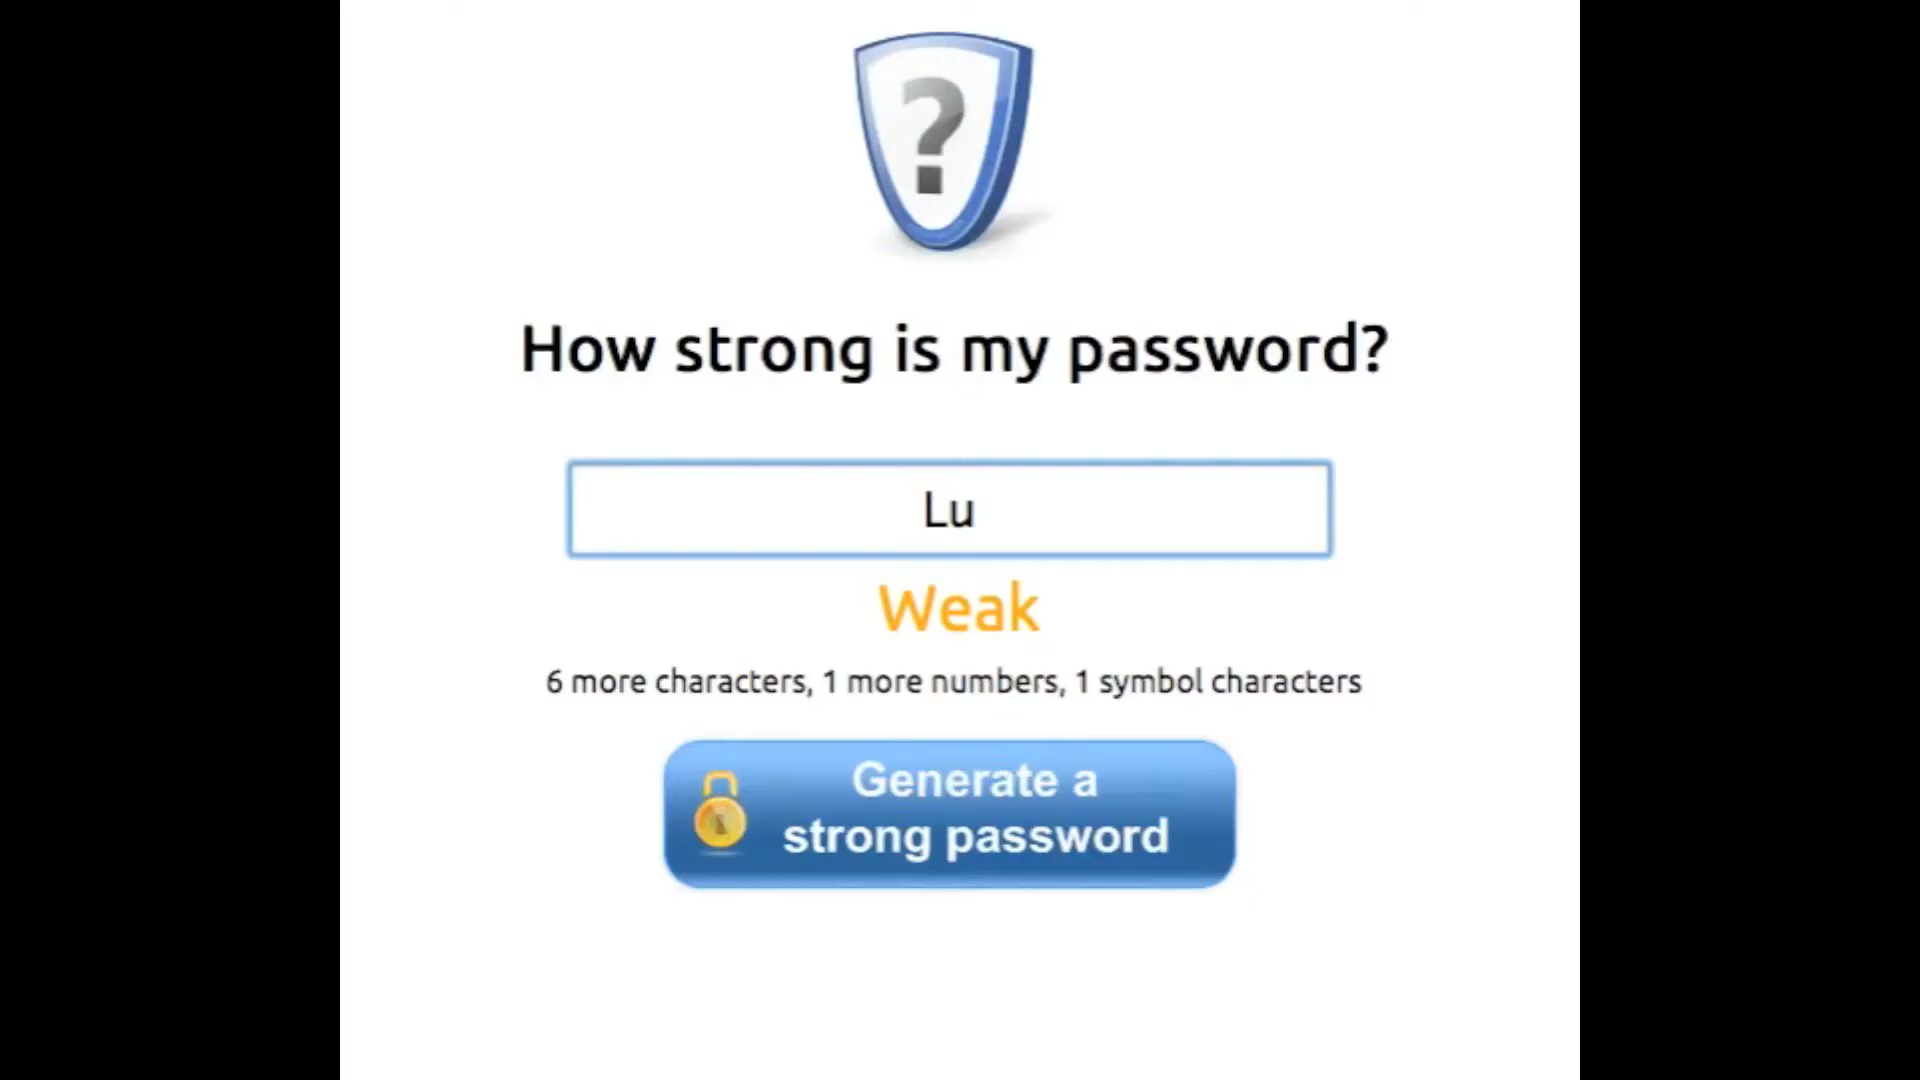 ?
How strong is my password?
Lu
Weak
6 more characters, 1 more numbers, 1 symbol characters
Generate a
strong password